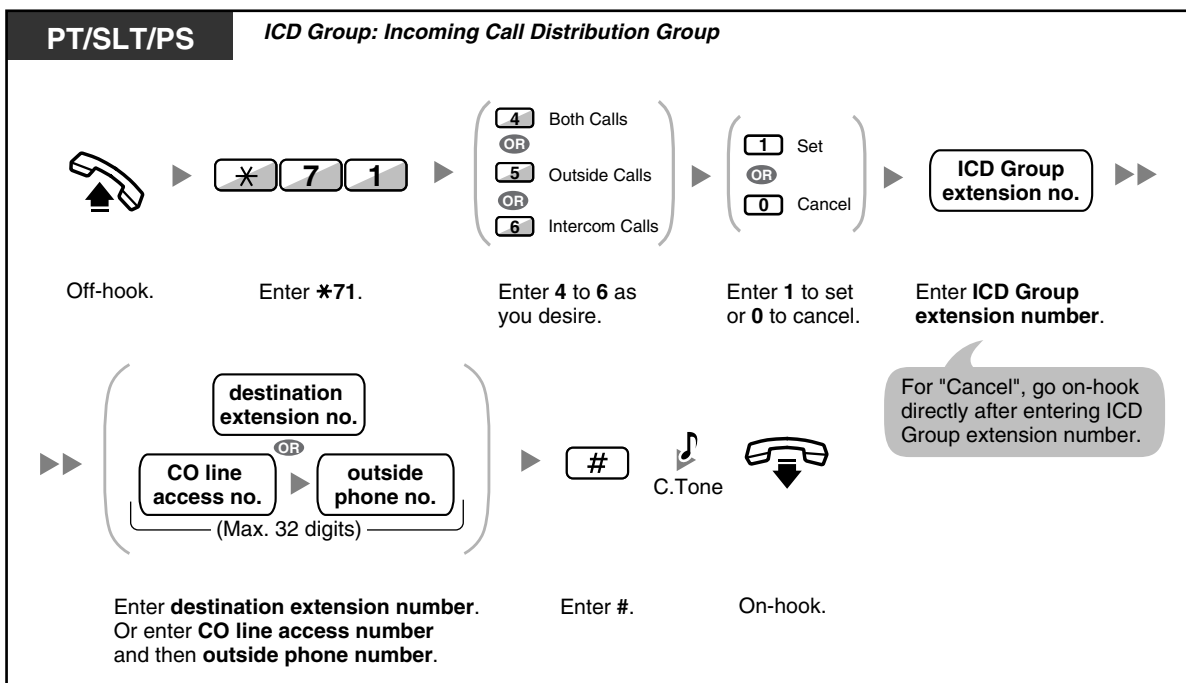 PT/SLT/PS
ICD Group: Incoming Call Distribution Group
4 Both Calls
OR
5 Outside Calls
OR
6 Intercom Calls
1 Set
OR
0 Cancel
✳ 7 1
ICD Group
extension no.
Off-hook.
Enter ✳71.
Enter 4 to 6 as
you desire.
Enter 1 to set
or 0 to cancel.
Enter ICD Group
extension number.
For "Cancel", go on-hook
directly after entering ICD
Group extension number.
destination
extension no.
OR
CO line
access no.
outside
phone no.
(Max. 32 digits)
#
C.Tone
Enter destination extension number.
Or enter CO line access number
and then outside phone number.
Enter #.
On-hook.